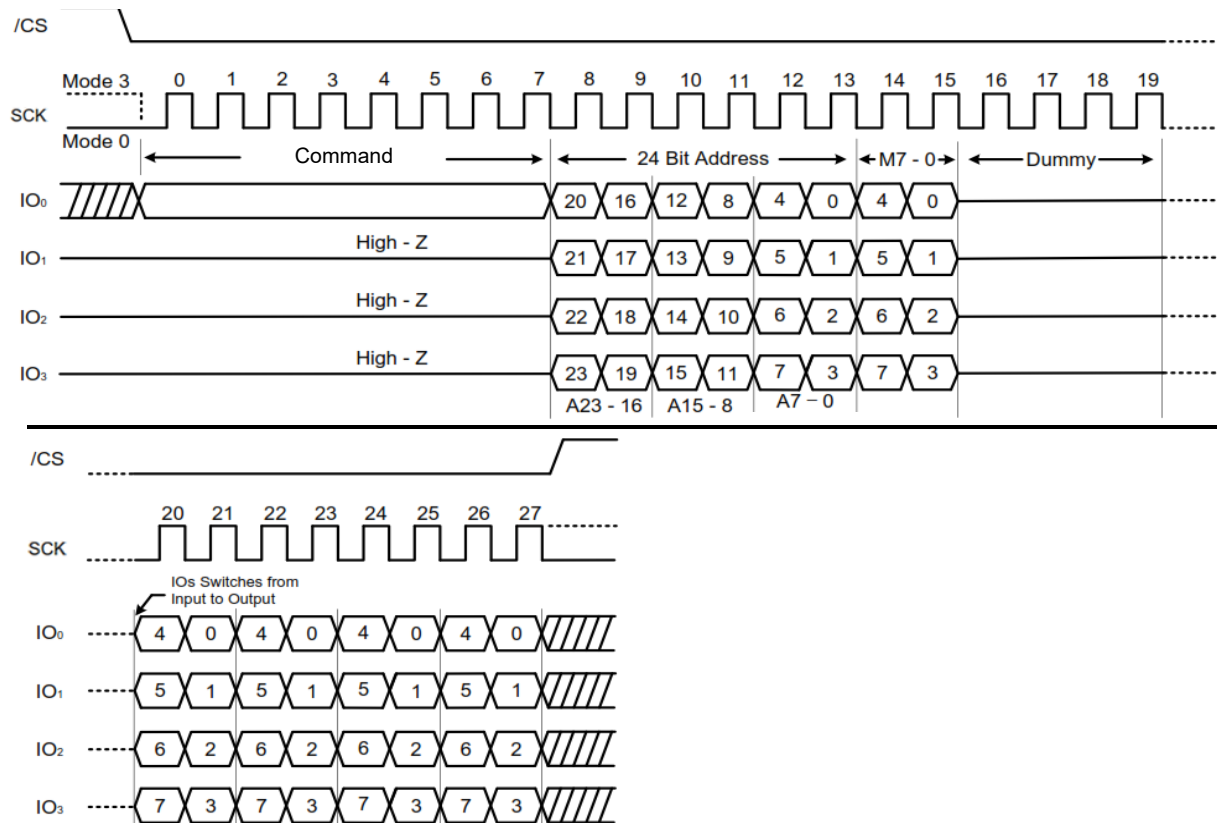 /CS
Mode 3 0 1 2 3 4 5 6 7 8 9 10 11 12 13 14 15 16 17 18 19
SCK
Mode 0
Command 24 Bit Address M7 - 0 Dummy
IO₀ 20 16 12 8 4 0 4 0
High - Z
IO₁ 21 17 13 9 5 1 5 1
High - Z
IO₂ 22 18 14 10 6 2 6 2
High - Z
IO₃ 23 19 15 11 7 3 7 3
A23 - 16 A15 - 8 A7 – 0
/CS
20 21 22 23 24 25 26 27
SCK
IOs Switches from
Input to Output
IO₀ 4 0 4 0 4 0 4 0
IO₁ 5 1 5 1 5 1 5 1
IO₂ 6 2 6 2 6 2 6 2
IO₃ 7 3 7 3 7 3 7 3